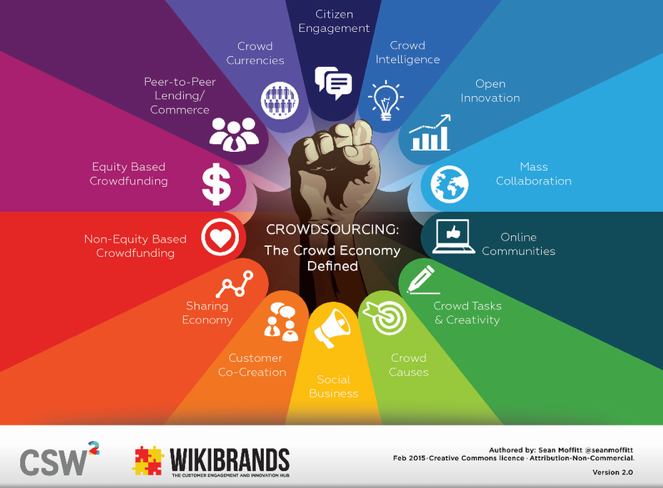 Citizen
Engagement
Crowd
Currencies
Crowd
Intelligence
Peer-to-Peer
Lending/
Commerce
Open
Innovation
Equity Based
Crowdfunding
Mass
Collaboration
CROWDSOURCING:
The Crowd Economy
Defined
Non-Equity Based
Crowdfunding
Online
Communities
Sharing
Economy
Crowd Tasks
& Creativity
Customer
Co-Creation
Social
Business
Crowd
Causes
CSW2
WIKIBRANDS
THE CUSTOMER ENGAGEMENT AND INNOVATION HUB
Authored by: Sean Moffitt @seanmoffitt
Feb 2015-Creative Commons licence - Attribution-Non-Commercial.
Version 2.0